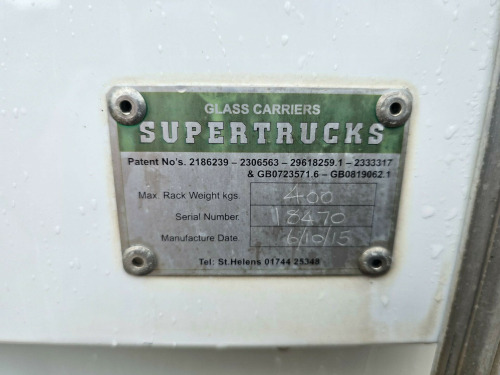 GLASS CARRIERS
SUPERTRUCKS
Patent No's. 2186239 – 2306563 – 29618259.1 – 2333317
& GB0723571.6 – GB0819062.1
Max. Rack Weight kgs. 400
Serial Number. 18470
Manufacture Date. 6/10/15
Tel: St.Helens 01744 25348